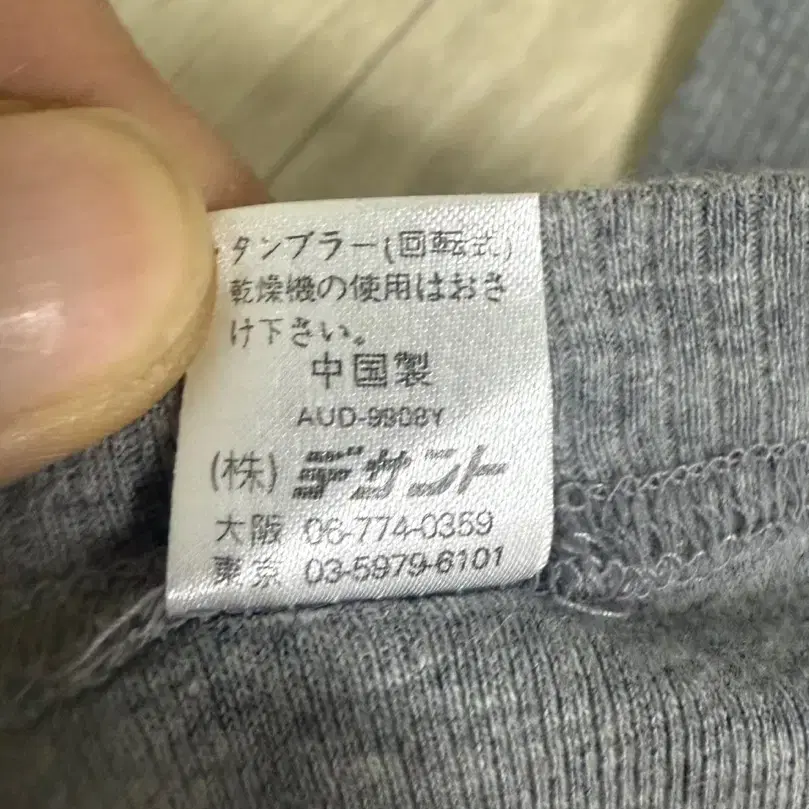 ・タンブラー(回転式)
乾燥機の使用はおさ
け下さい。
中国製
AUD-9908Y
(株)デサント
大阪 06-774-0359
東京 03-5979-6101